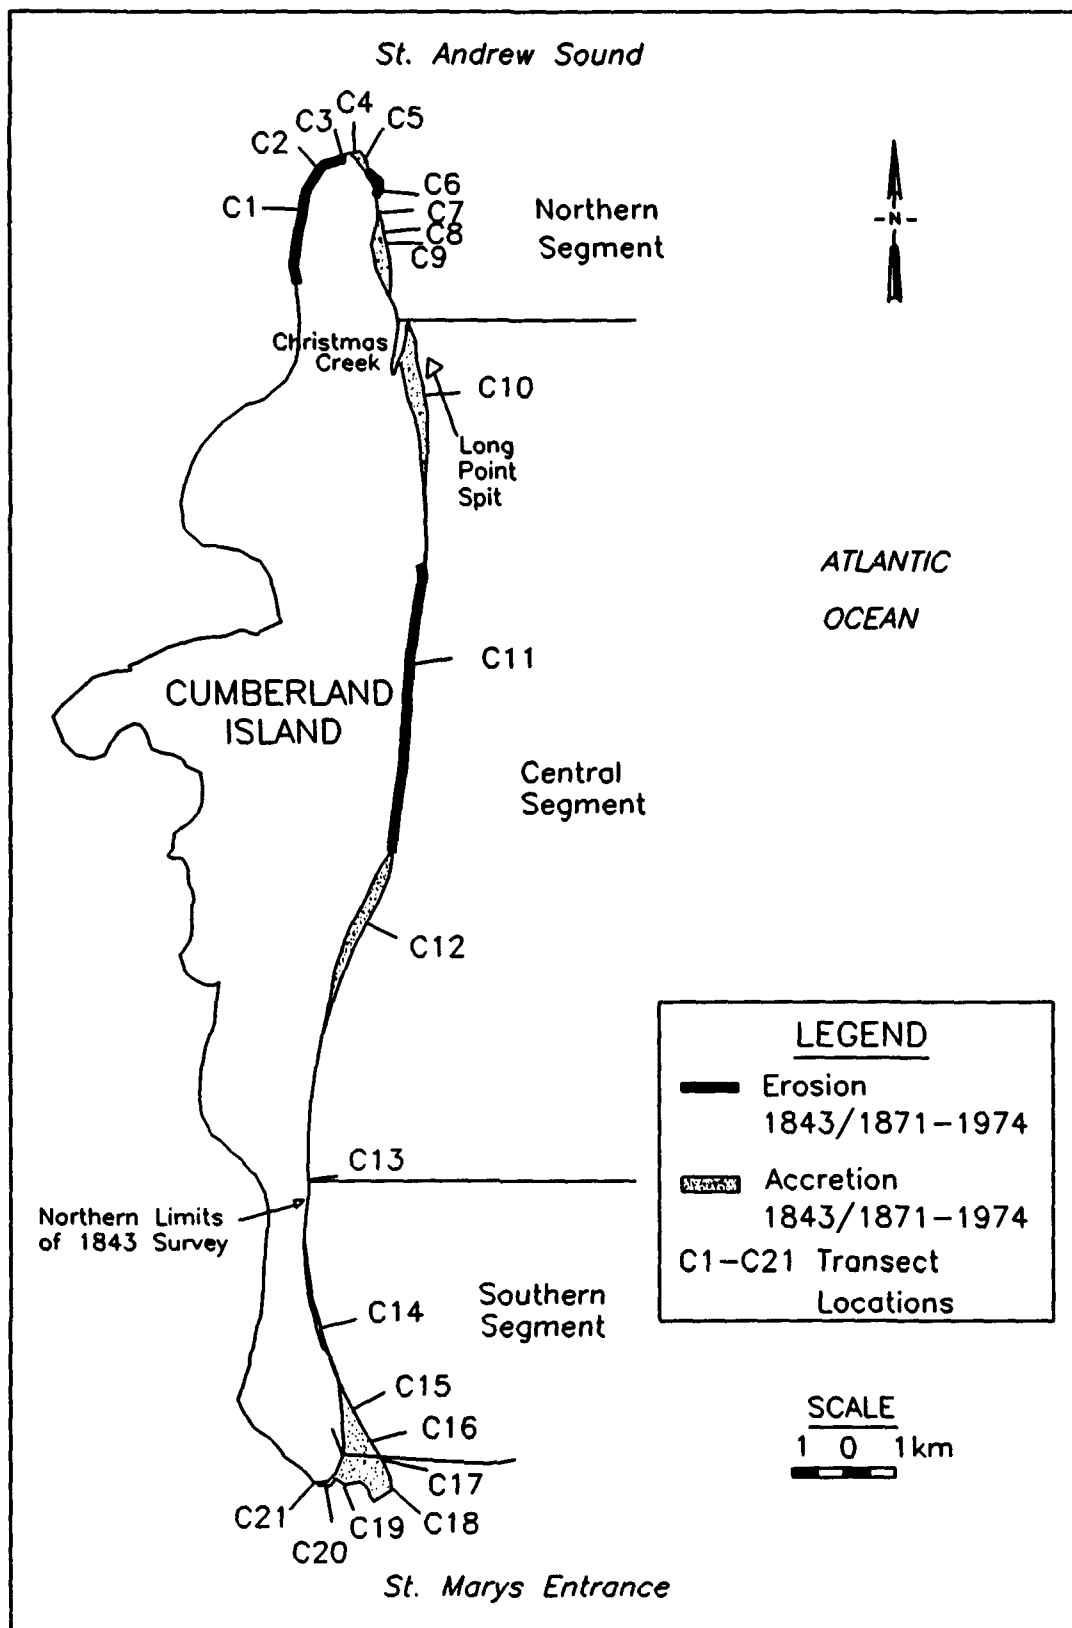 St. Andrew Sound
C4
C3
C5
C2
C6
C1
C7
Northern
C8
Segment
C9
-N-
Christmas
Creek
C10
Long
Point
Spit
ATLANTIC
OCEAN
C11
CUMBERLAND
ISLAND
Central
Segment
C12
LEGEND
Erosion
1843/1871-1974
Accretion
1843/1871-1974
C1-C21 Transect
Locations
C13
Northern Limits
of 1843 Survey
Southern
Segment
C14
C15
C16
C17
C18
C19
C20
C21
SCALE
1 0 1km
St. Marys Entrance